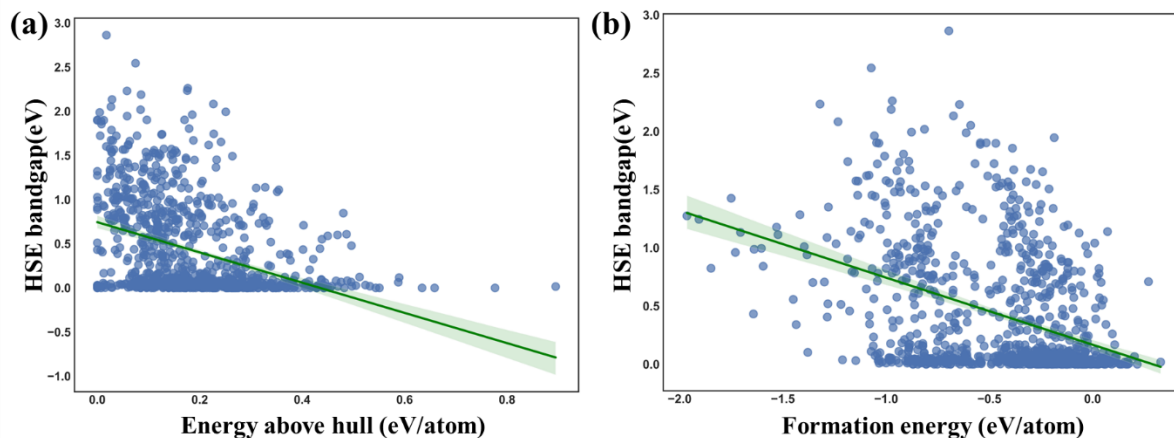 (a)
3.0
2.5
2.0
1.5
1.0
0.5
0.0
−0.5
−1.0
HSE bandgap(eV)
0.0 0.2 0.4 0.6 0.8
Energy above hull (eV/atom)
(b)
3.0
2.5
2.0
1.5
1.0
0.5
0.0
HSE bandgap(eV)
−2.0 −1.5 −1.0 −0.5 0.0
Formation energy (eV/atom)